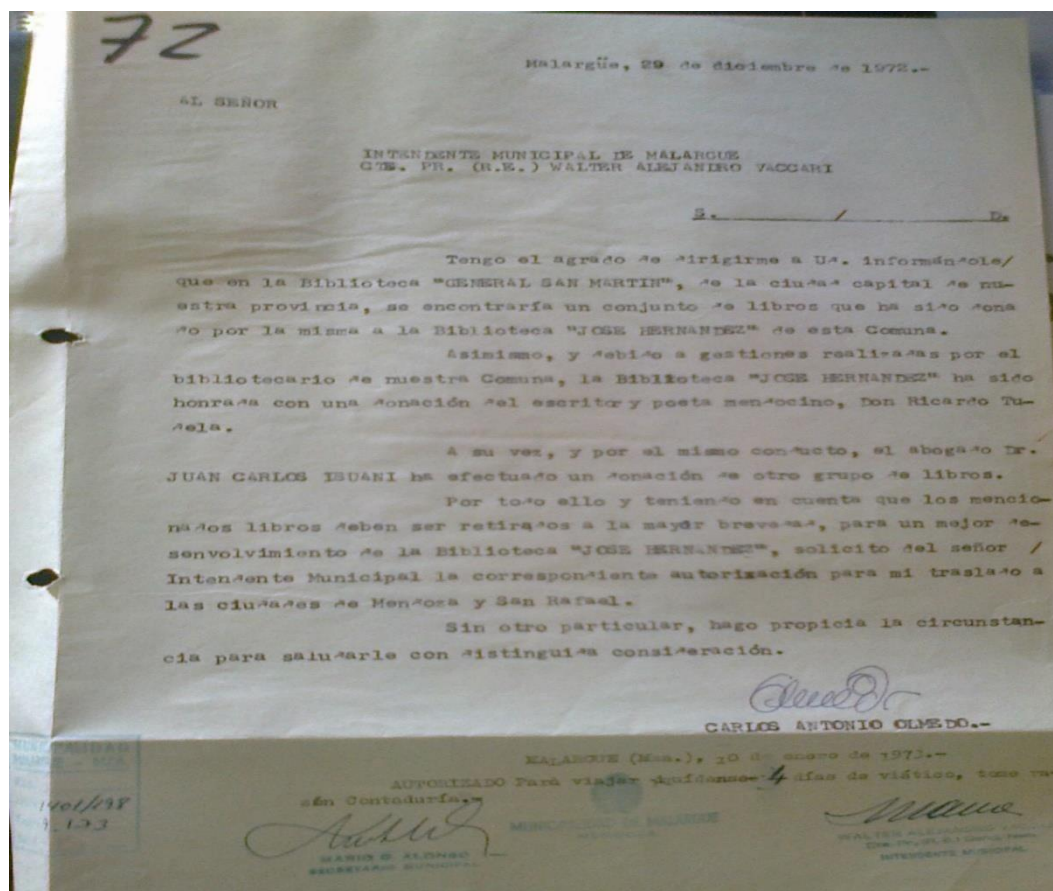 72
Malargüe, 29 de diciembre de 1972.-
AL SEÑOR
INTENDENTE MUNICIPAL DE MALARGUE
CTE. PR. (R.E.) WALTER ALEJANDRO VACCARI
S. / D.
Tengo el agrado de dirigirme a Ud. informándole/
que en la Biblioteca "GENERAL SAN MARTIN", de la ciudad capital de nu-
estra provincia, se encontraría un conjunto de libros que ha sido dona
do por la misma a la Biblioteca "JOSE HERNANDEZ" de esta Comuna.
Asimismo, y debido a gestiones realizadas por el
bibliotecario de nuestra Comuna, la Biblioteca "JOSE HERNANDEZ" ha sido
honrada con una donación del escritor y poeta mendocino, Don Ricardo Tu-
dela.
A su vez, y por el mismo conducto, el abogado Dr.
JUAN CARLOS ISUANI ha efectuado un donación de otro grupo de libros.
Por todo ello y teniendo en cuenta que los mencio-
nados libros deben ser retirados a la mayór brevedad, para un mejor de-
senvolvimiento de la Biblioteca "JOSE HERNANDEZ", solicito del señor /
Intendente Municipal la correspondiente autorización para mi traslado a
las ciudades de Mendoza y San Rafael.
Sin otro particular, hago propicia la circunstan-
cia para saludarle con distinguida consideración.
CARLOS ANTONIO OLMEDO.-
MALARGUE (Mza.), 10 de enero de 1973.-
AUTORIZADO Para viajar 4 días de viático, tome ra
zón Contaduría.-
1401/298
MUNICIPALIDAD DE MALARGUE
MARIO B. ALONSO
SECRETARIO MUNICIPAL
WALTER ALEJANDRO
INTENDENTE MUNICIPAL